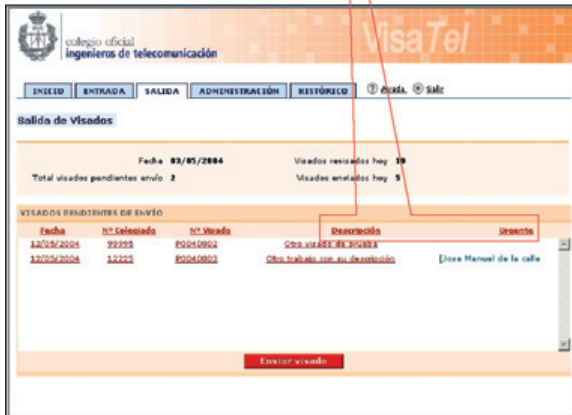 colegio oficial
ingenieros de telecomunicación
VisaTel
INICIO ENTRADA SALIDA ADMINISTRACIÓN HISTÓRICO ? Ayuda Salir
Salida de Visados
Fecha 03/05/2004 Visados revisados hoy 10
Total visados pendientes envío 2 Visados enviados hoy 5
VISADOS PENDIENTES DE ENVÍO
Fecha Nº Colegiado Nº Visado Descripción Urgente
12/05/2004 99995 P0040002 Otro visado de prueba
12/05/2004 12225 P0040003 Otro trabajo con su descripción [Jose Manuel de la calle
Enviar visado